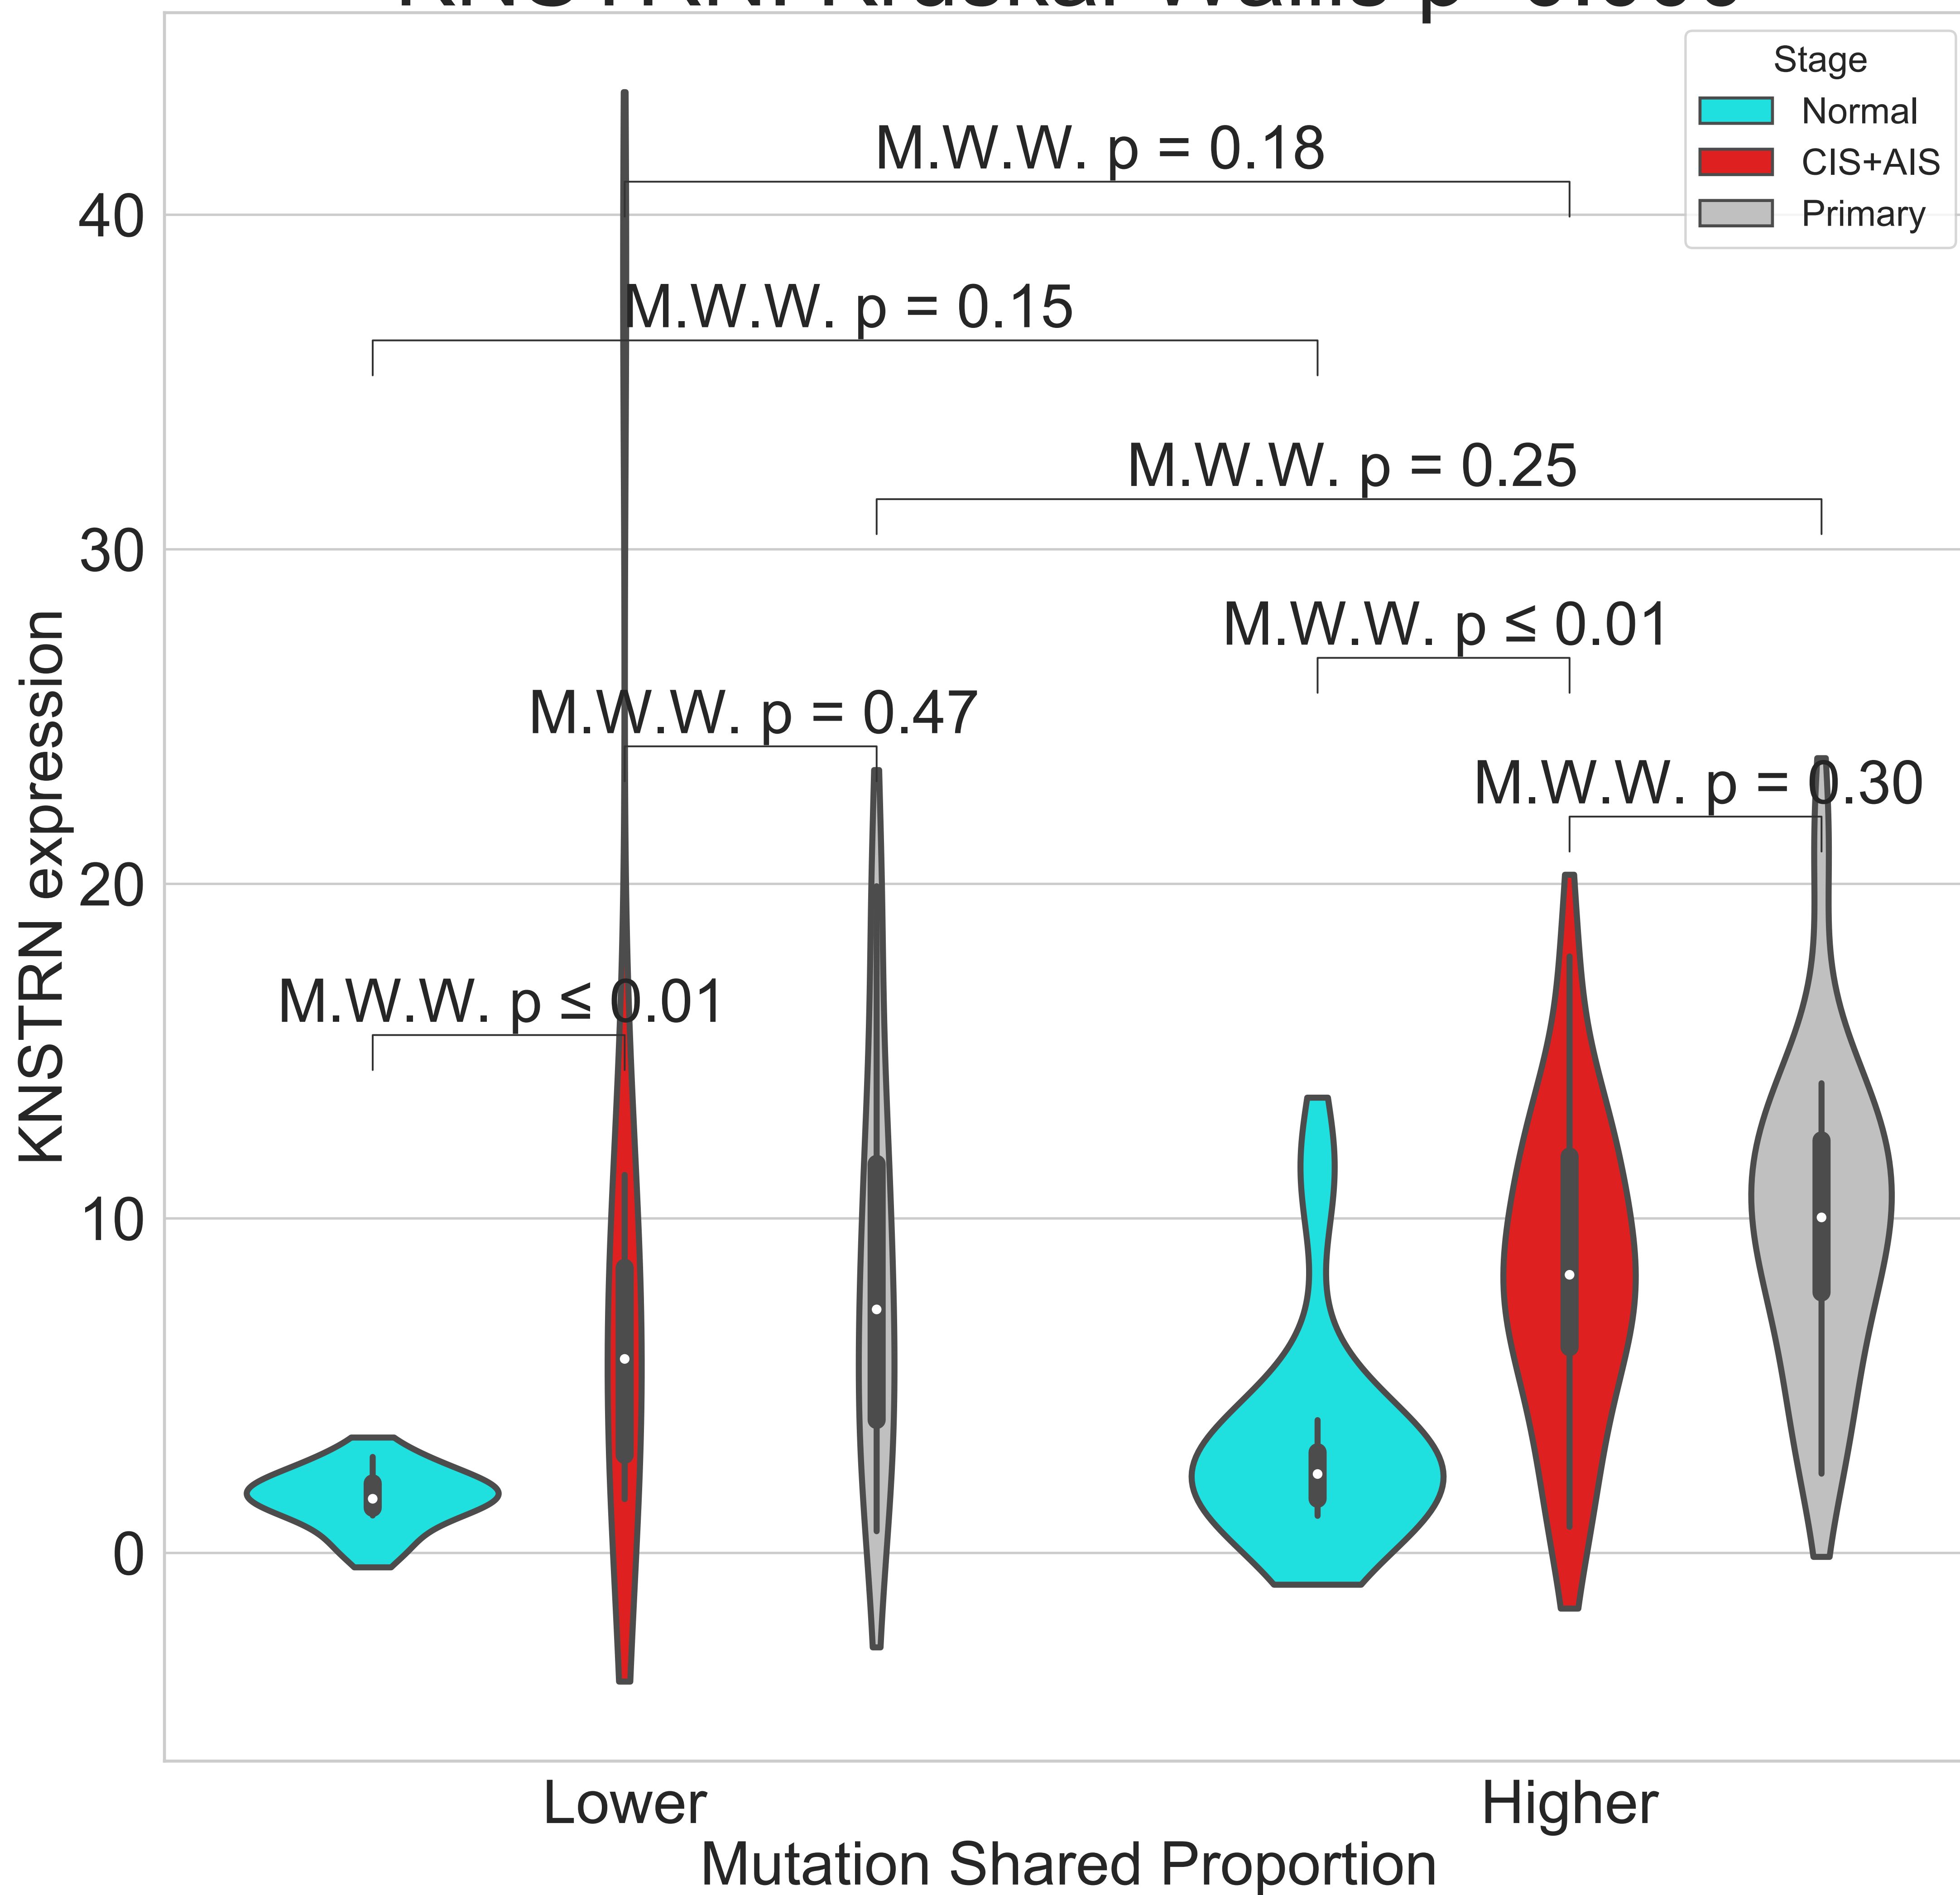 Stage
Normal
CIS+AIS
Primary
M.W.W. p = 0.18
M.W.W. p = 0.15
M.W.W. p = 0.25
M.W.W. p ≤ 0.01
M.W.W. p = 0.47
M.W.W. p = 0.30
M.W.W. p ≤ 0.01
40
30
20
10
0
KNSTRN expression
Lower
Higher
Mutation Shared Proportion